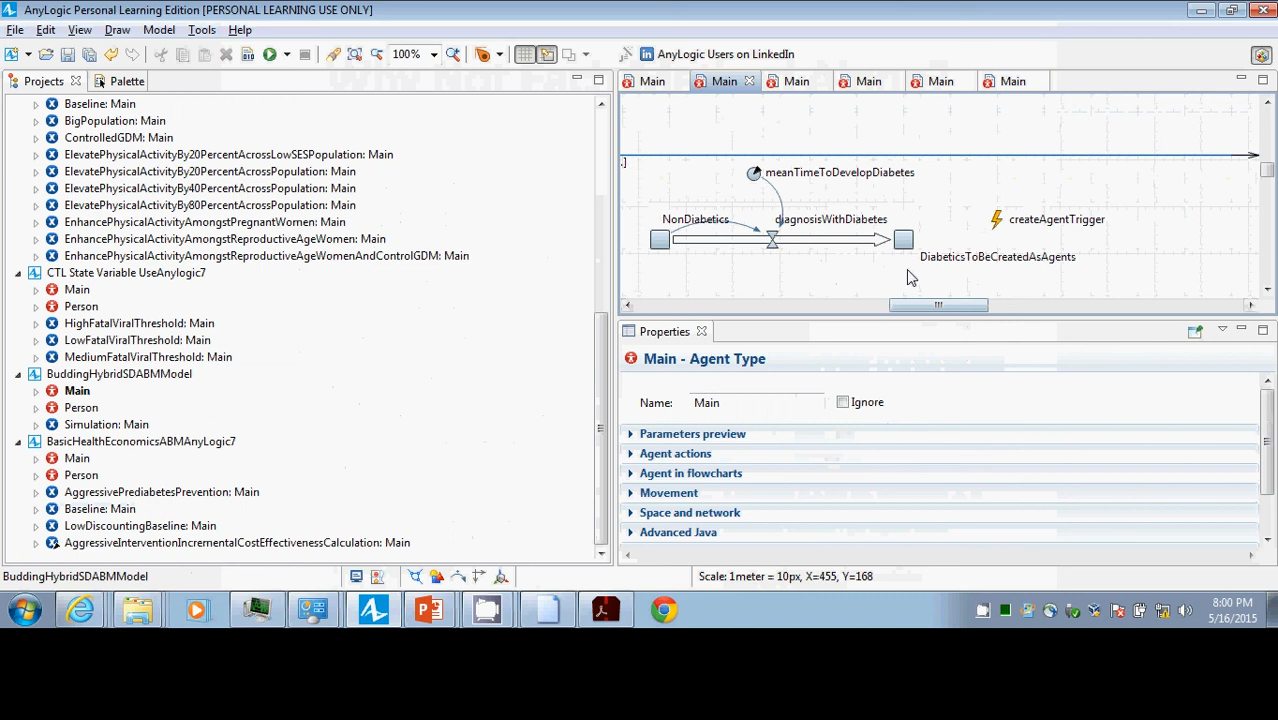 AnyLogic Personal Learning Edition [PERSONAL LEARNING USE ONLY]
File Edit View Draw Model Tools Help
100% AnyLogic Users on LinkedIn
Projects Palette
Baseline: Main
BigPopulation: Main
ControlledGDM: Main
ElevatePhysicalActivityBy20PercentAcrossLowSESPopulation: Main
ElevatePhysicalActivityBy20PercentAcrossPopulation: Main
ElevatePhysicalActivityBy40PercentAcrossPopulation: Main
ElevatePhysicalActivityBy80PercentAcrossPopulation: Main
EnhancePhysicalActivityAmongstPregnantWomen: Main
EnhancePhysicalActivityAmongstReproductiveAgeWomen: Main
EnhancePhysicalActivityAmongstReproductiveAgeWomenAndControlGDM: Main
CTL State Variable UseAnylogic7
Main
Person
HighFatalViralThreshold: Main
LowFatalViralThreshold: Main
MediumFatalViralThreshold: Main
BuddingHybridSDABMModel
Main
Person
Simulation: Main
BasicHealthEconomicsABMAnyLogic7
Main
Person
AggressivePrediabetesPrevention: Main
Baseline: Main
LowDiscountingBaseline: Main
AggressiveInterventionIncrementalCostEffectivenessCalculation: Main
Main Main Main Main Main Main
meanTimeToDevelopDiabetes
NonDiabetics diagnosisWithDiabetes createAgentTrigger
DiabeticsToBeCreatedAsAgents
Properties
Main - Agent Type
Name: Main Ignore
Parameters preview
Agent actions
Agent in flowcharts
Movement
Space and network
Advanced Java
BuddingHybridSDABMModel Scale: 1meter = 10px, X=455, Y=168
8:00 PM
5/16/2015